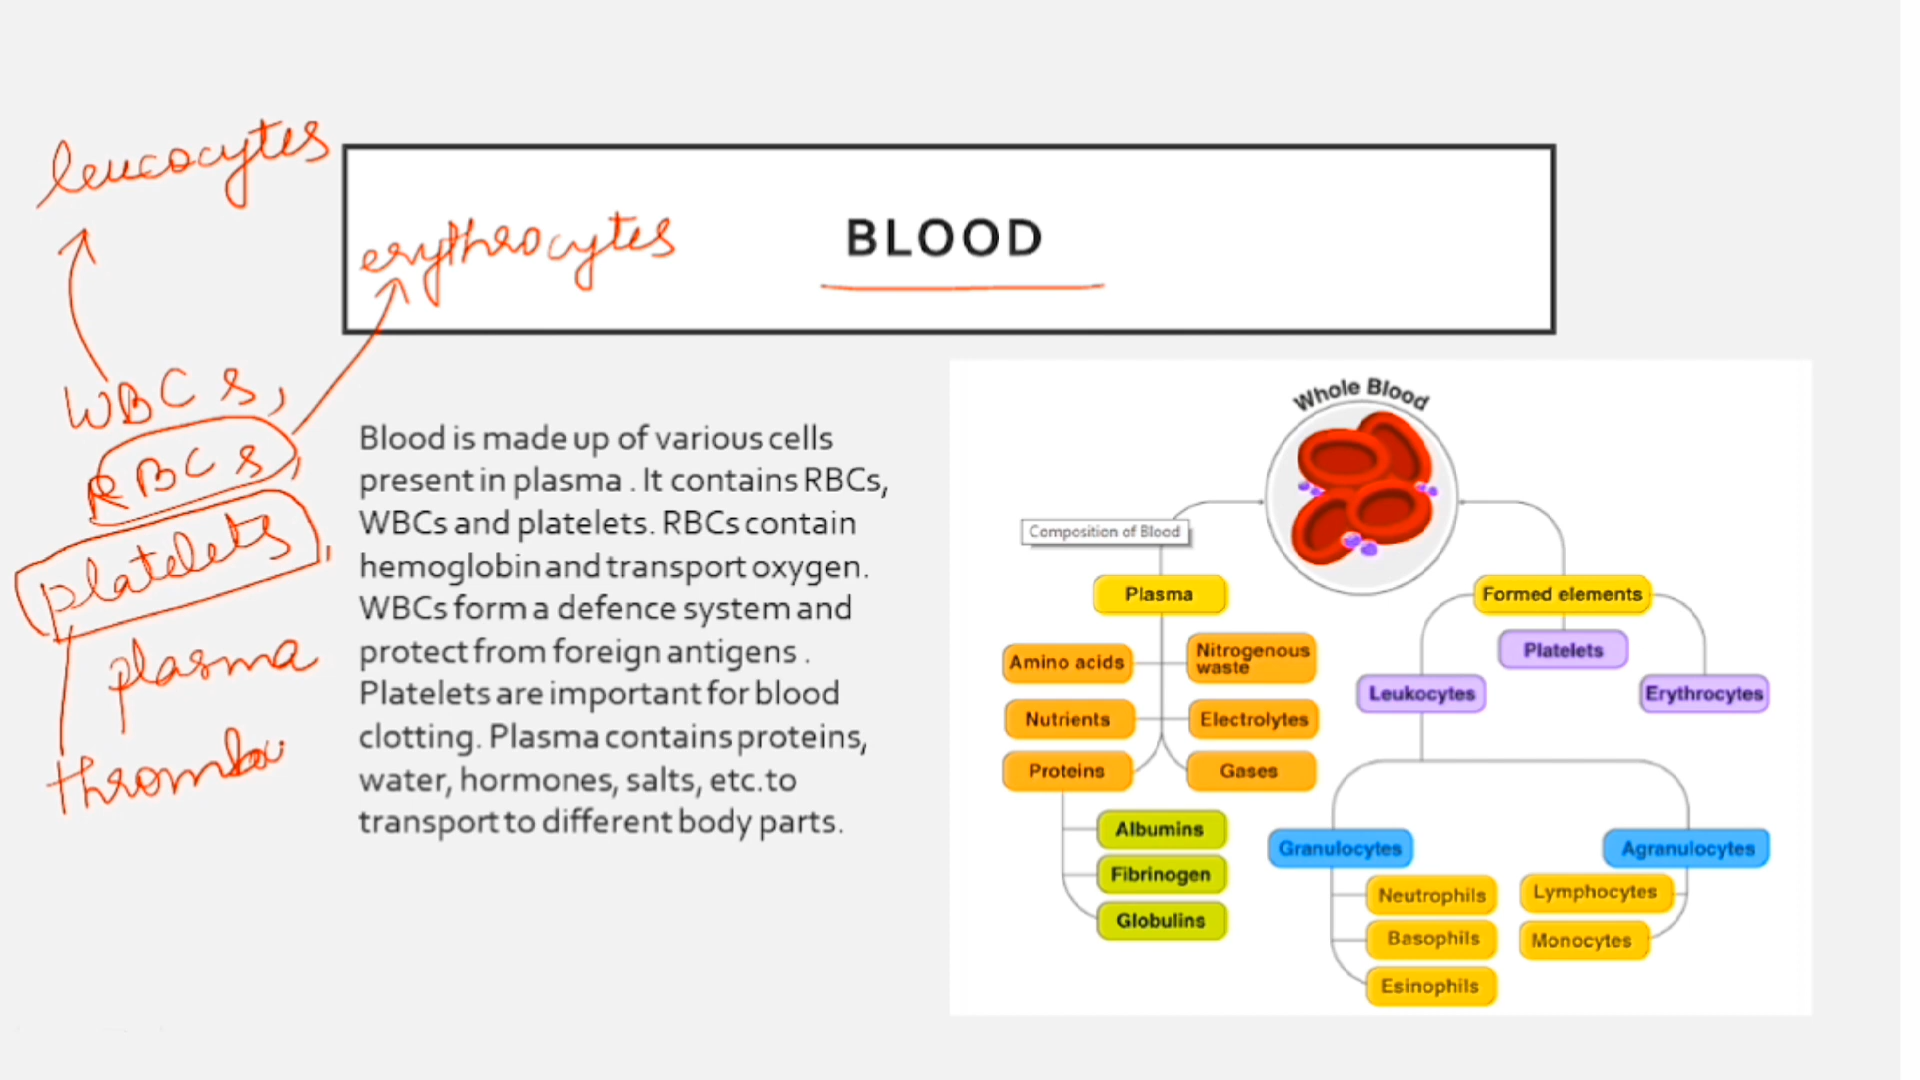 leucocytes
erythrocytes
BLOOD
WBCs,
RBCs,
platelets,
plasma
Blood is made up of various cells
present in plasma . It contains RBCs,
WBCs and platelets. RBCs contain
hemoglobin and transport oxygen.
WBCs form a defence system and
protect from foreign antigens .
Platelets are important for blood
clotting. Plasma contains proteins,
water, hormones, salts, etc.to
transport to different body parts.
Whole Blood
Composition of Blood
Plasma
Formed elements
Amino acids
Nitrogenous
waste
Platelets
Nutrients
Electrolytes
Leukocytes
Erythrocytes
Proteins
Gases
Albumins
Fibrinogen
Globulins
Granulocytes
Agranulocytes
Neutrophils
Basophils
Esinophils
Lymphocytes
Monocytes